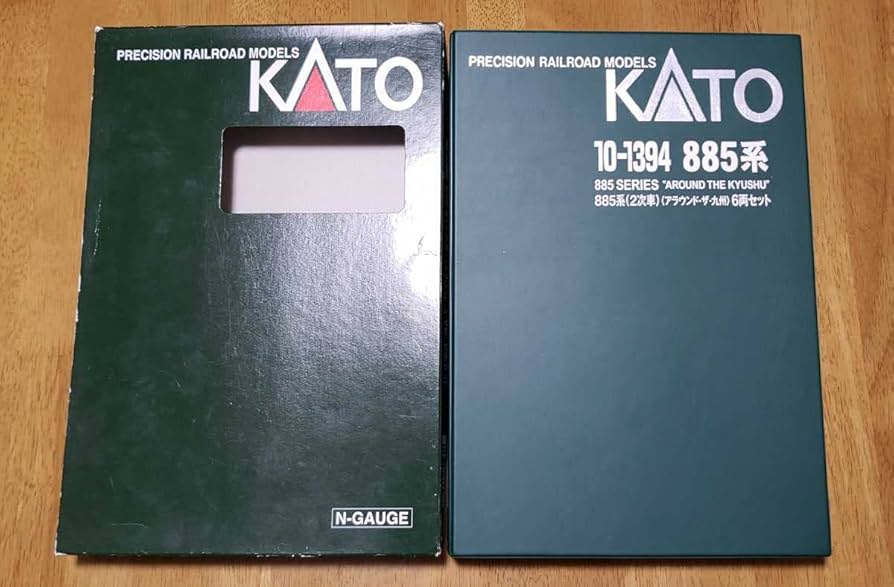 PRECISION RAILROAD MODELS
KATO
N-GAUGE
PRECISION RAILROAD MODELS
KATO
10-1394 885系
885 SERIES "AROUND THE KYUSHU"
885系(2次車)(アラウンド・ザ・九州)6両セット